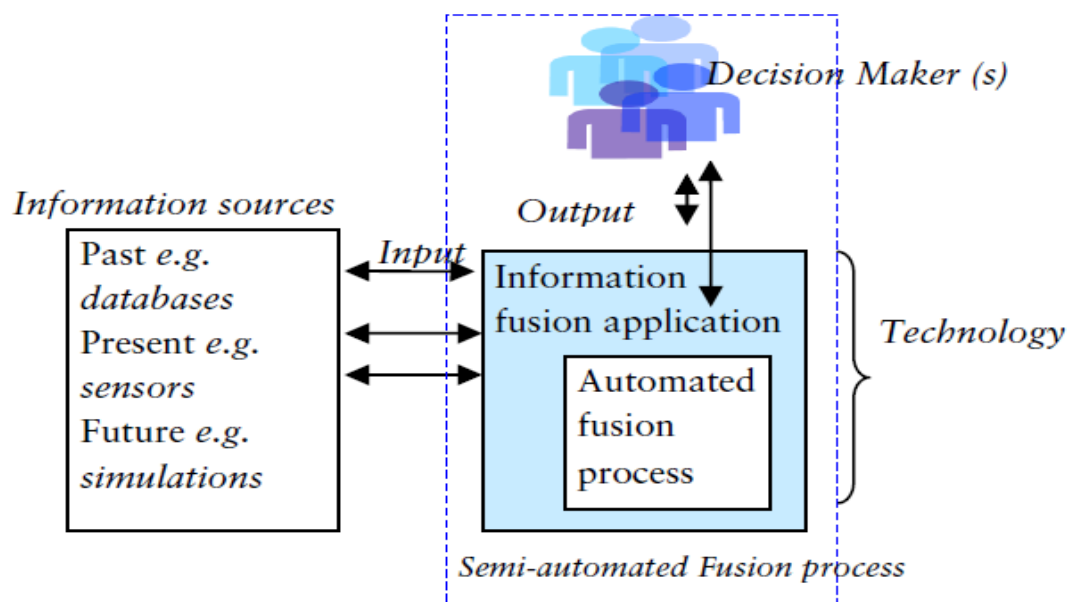 Decision Maker (s)
Information sources
Output
Input
Past e.g.
databases
Present e.g.
sensors
Future e.g.
simulations
Information
fusion application
Automated
fusion
process
Technology
Semi-automated Fusion process